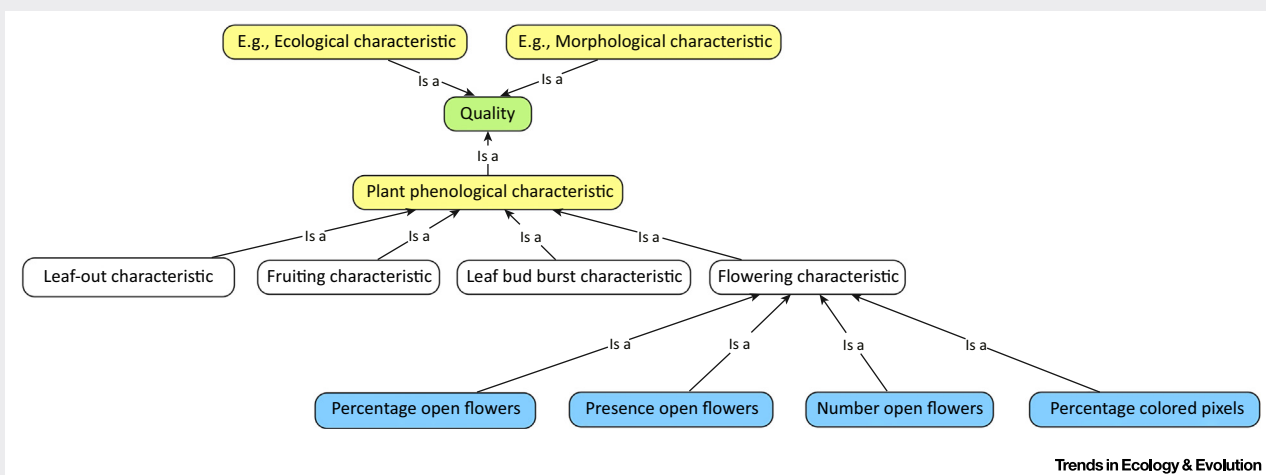 E.g., Ecological characteristic
E.g., Morphological characteristic
Is a
Is a
Quality
Is a
Plant phenological characteristic
Is a
Is a
Is a
Is a
Leaf-out characteristic
Fruiting characteristic
Leaf bud burst characteristic
Flowering characteristic
Is a
Is a
Is a
Is a
Percentage open flowers
Presence open flowers
Number open flowers
Percentage colored pixels
Trends in Ecology & Evolution